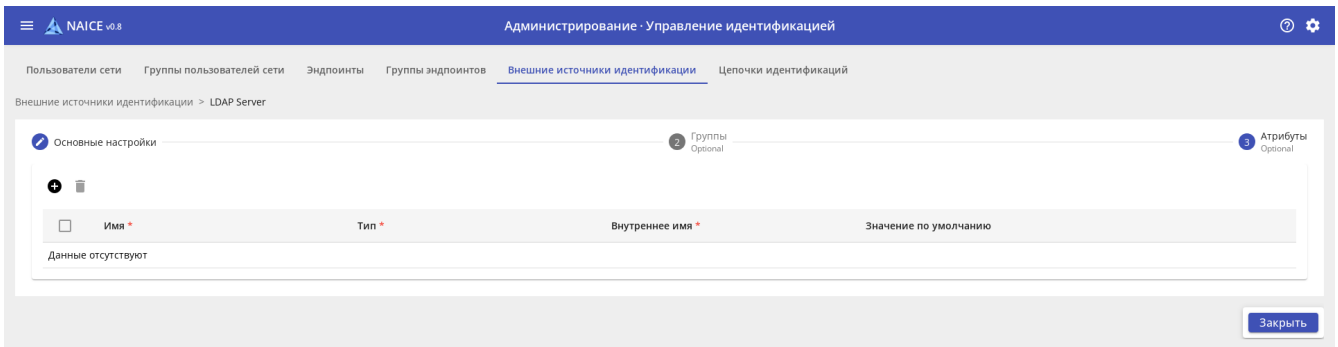 NAICE v0.8
Администрирование · Управление идентификацией
Пользователи сети Группы пользователей сети Эндпоинты Группы эндпоинтов Внешние источники идентификации Цепочки идентификаций
Внешние источники идентификации > LDAP Server
Основные настройки
2 Группы
Optional
3 Атрибуты
Optional
Имя * Тип * Внутреннее имя * Значение по умолчанию
Данные отсутствуют
Закрыть